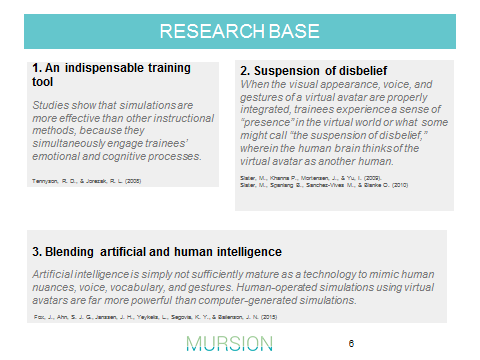 RESEARCH BASE
1. An indispensable training
tool
Studies show that simulations are
more effective than other instructional
methods, because they
simultaneously engage trainees'
emotional and cognitive processes.
Tennyson, R. D., & Jorczak, R. L. (2008)
2. Suspension of disbelief
When the visual appearance, voice, and
gestures of a virtual avatar are properly
integrated, trainees experience a sense of
"presence" in the virtual world or what some
might call "the suspension of disbelief,"
wherein the human brain thinks of the
virtual avatar as another human.
Slater, M., Khanna P., Mortensen, J., & Yu, I. (2009).
Slater, M., Spanlang B., Sanchez-Vives M., & Blanke O. (2010)
3. Blending artificial and human intelligence
Artificial intelligence is simply not sufficiently mature as a technology to mimic human
nuances, voice, vocabulary, and gestures. Human-operated simulations using virtual
avatars are far more powerful than computer-generated simulations.
Fox, J., Ahn, S. J. G., Janssen, J. H., Yeykelis, L., Segovia, K. Y., & Bailenson, J. N. (2015)
MURSION
6